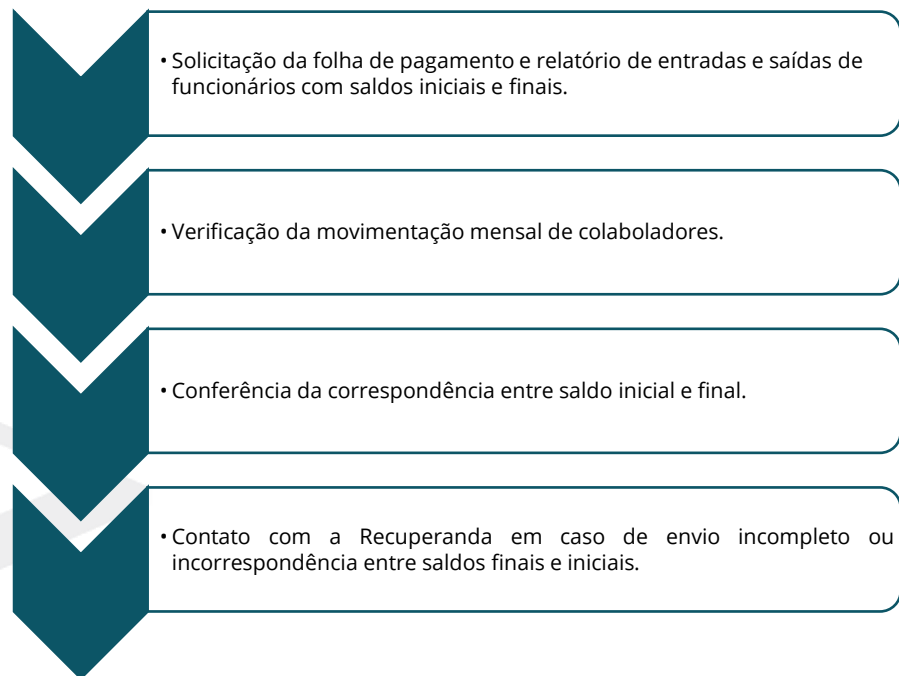 • Solicitação da folha de pagamento e relatório de entradas e saídas de
funcionários com saldos iniciais e finais.
• Verificação da movimentação mensal de colaboladores.
• Conferência da correspondência entre saldo inicial e final.
• Contato com a Recuperanda em caso de envio incompleto ou
incorrespondência entre saldos finais e iniciais.